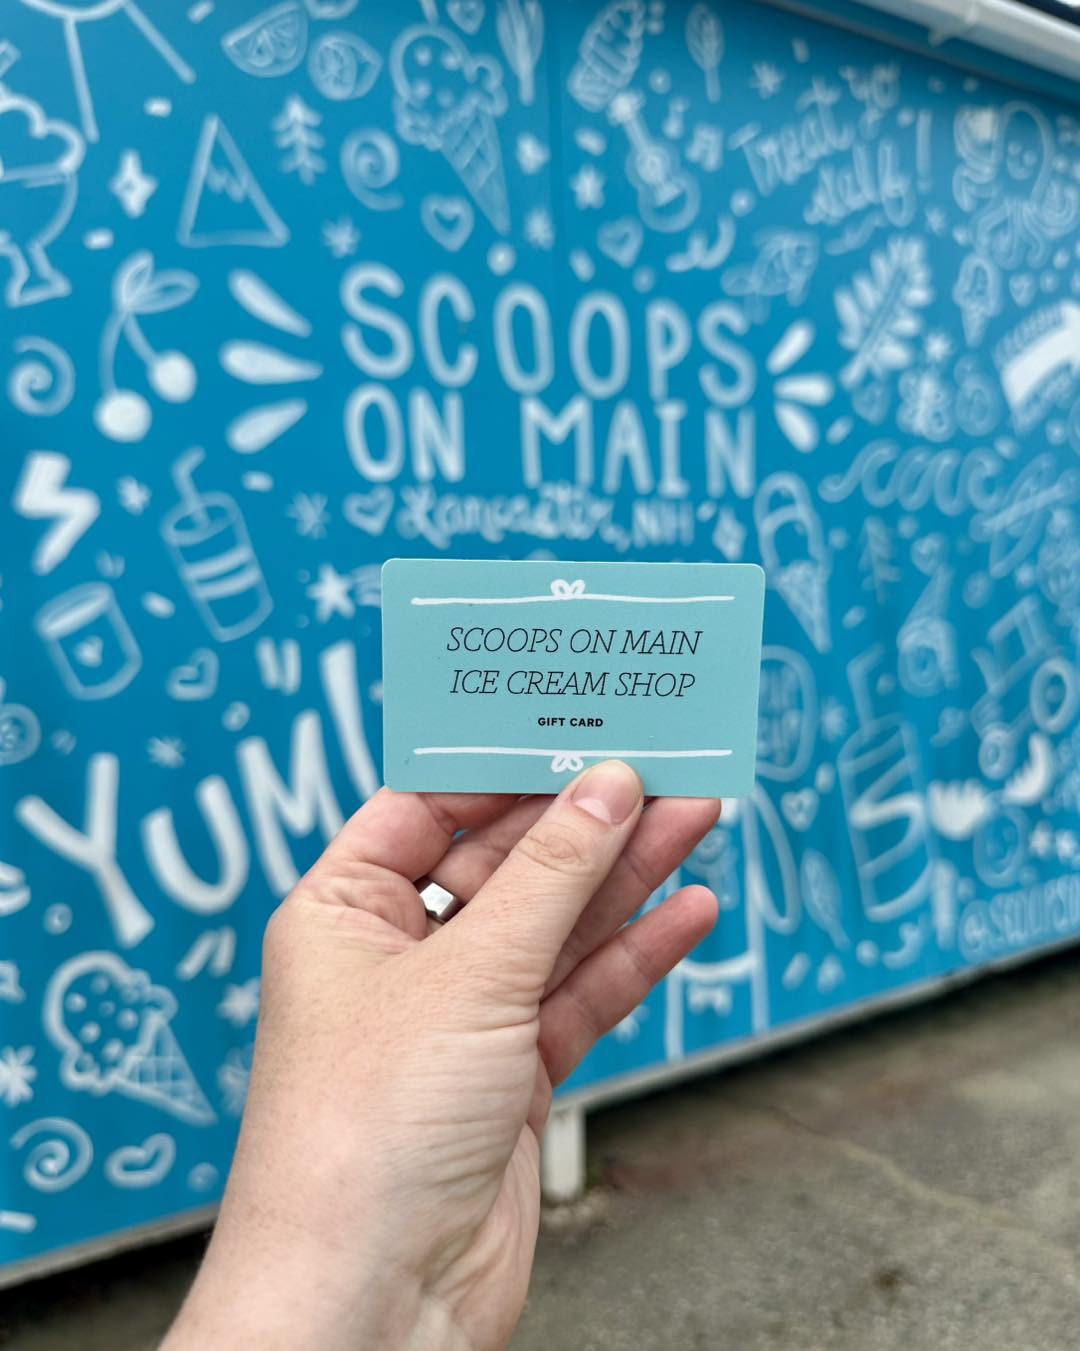 Treat yo
self!
SCOOPS
ON MAIN
Lancaster, NH
SCOOPS ON MAIN
ICE CREAM SHOP
GIFT CARD
YUM!